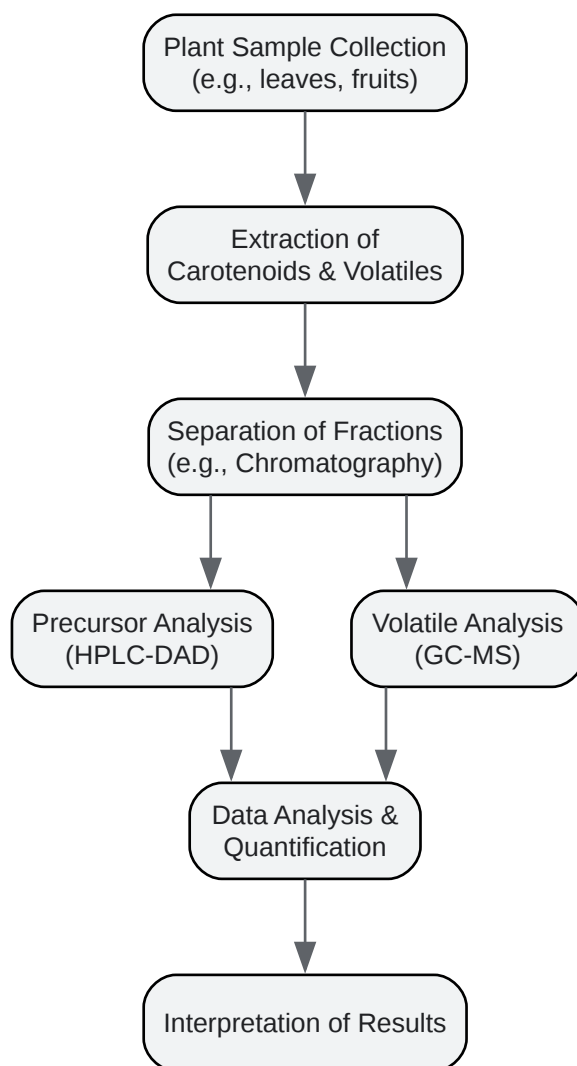 Plant Sample Collection
(e.g., leaves, fruits)
Extraction of
Carotenoids & Volatiles
Separation of Fractions
(e.g., Chromatography)
Precursor Analysis
(HPLC-DAD)
Volatile Analysis
(GC-MS)
Data Analysis &
Quantification
Interpretation of Results